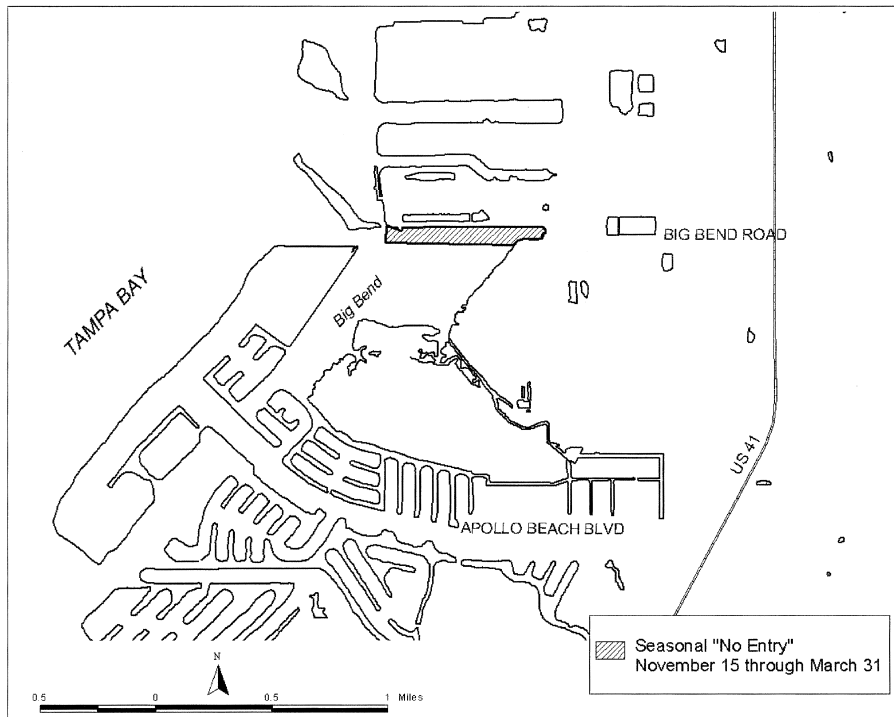 BIG BEND ROAD
TAMPA BAY
Big Bend
US 41
APOLLO BEACH BLVD
Seasonal "No Entry"
November 15 through March 31
N
0.5 0 0.5 1 Miles